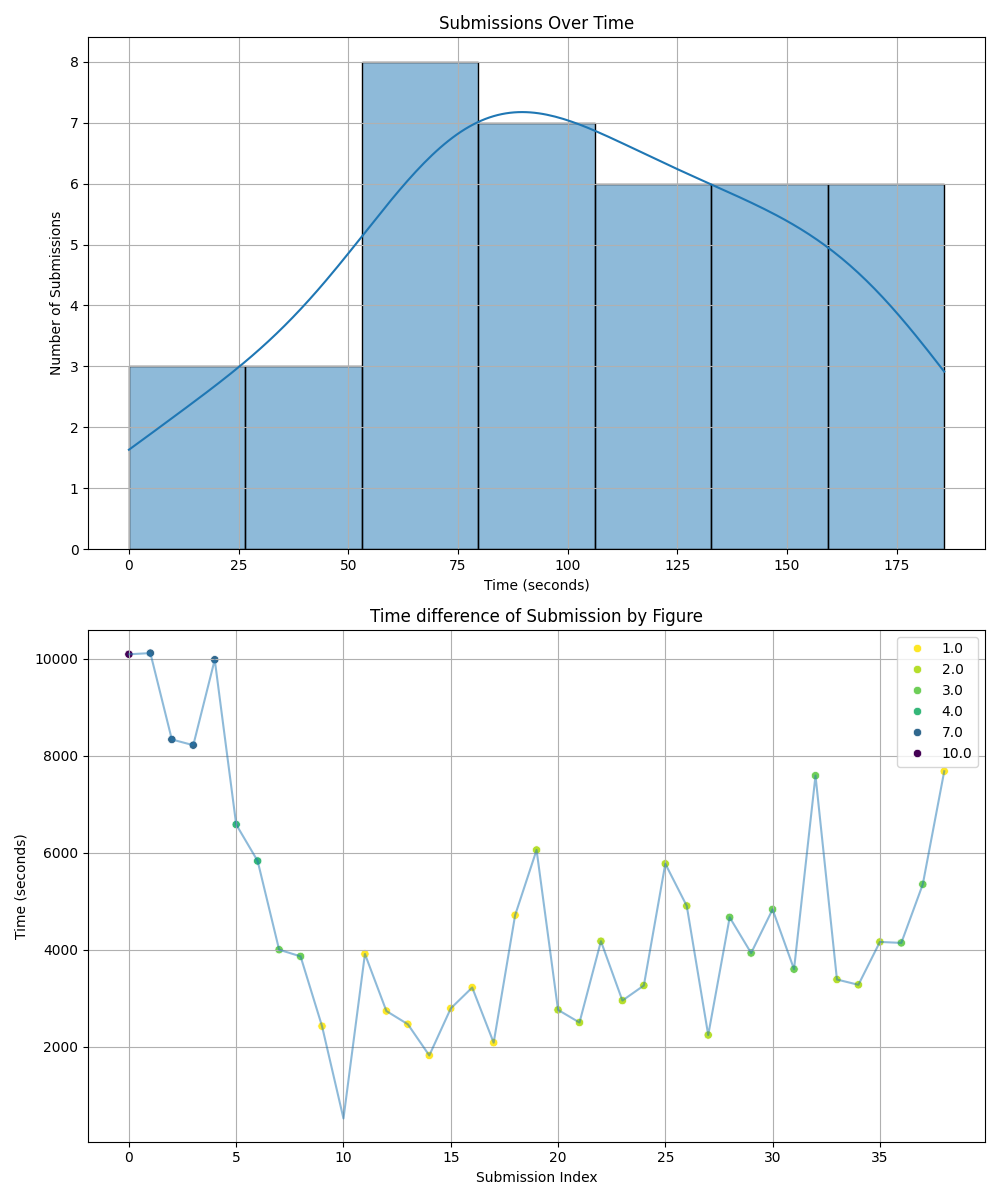 Submissions Over Time
Number of Submissions
8
7
6
5
4
3
2
1
0
0 25 50 75 100 125 150 175
Time (seconds)
Time difference of Submission by Figure
Time (seconds)
10000
8000
6000
4000
2000
1.0
2.0
3.0
4.0
7.0
10.0
0 5 10 15 20 25 30 35
Submission Index